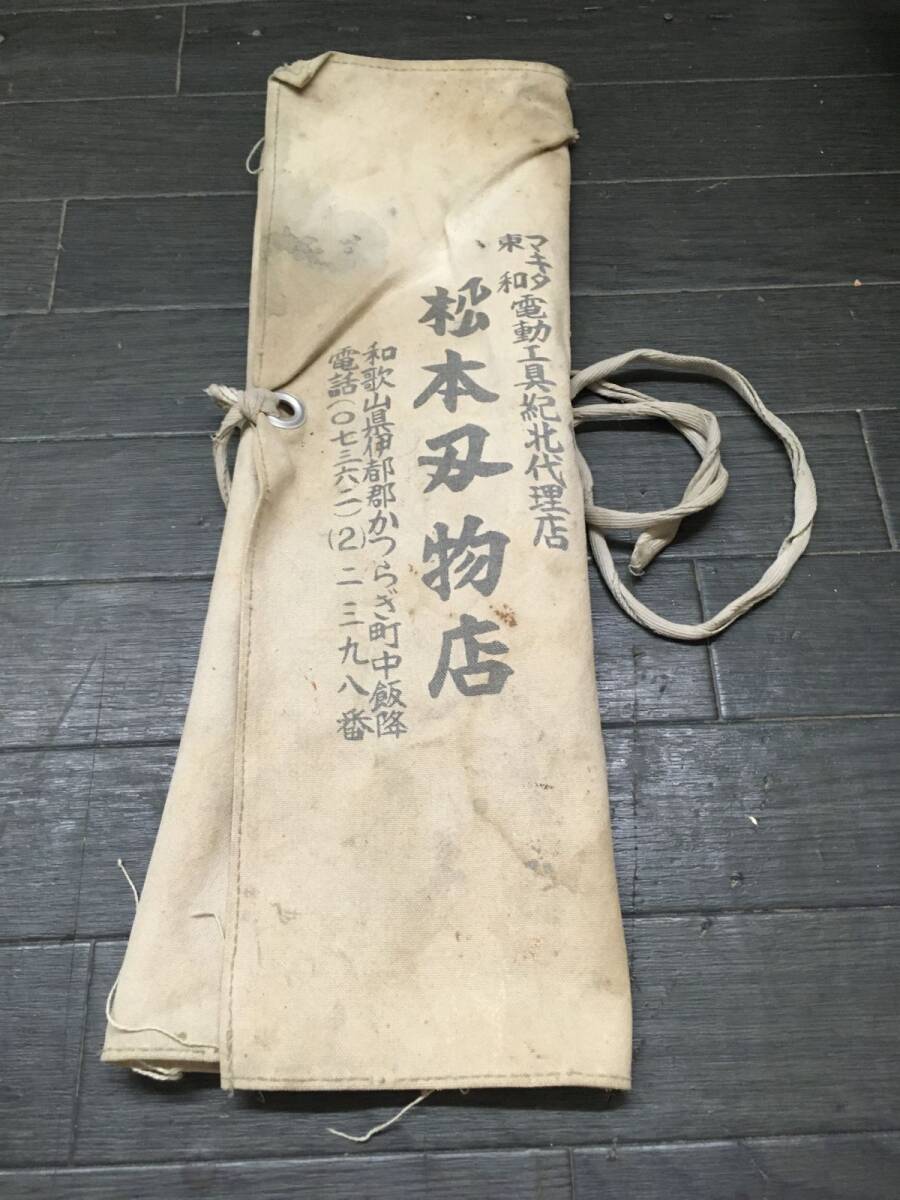 マキタ
東和
電動工具紀北代理店
松本刃物店
和歌山県伊都郡かつらぎ町中飯降
電話(〇七三六二)(2)二三九八番